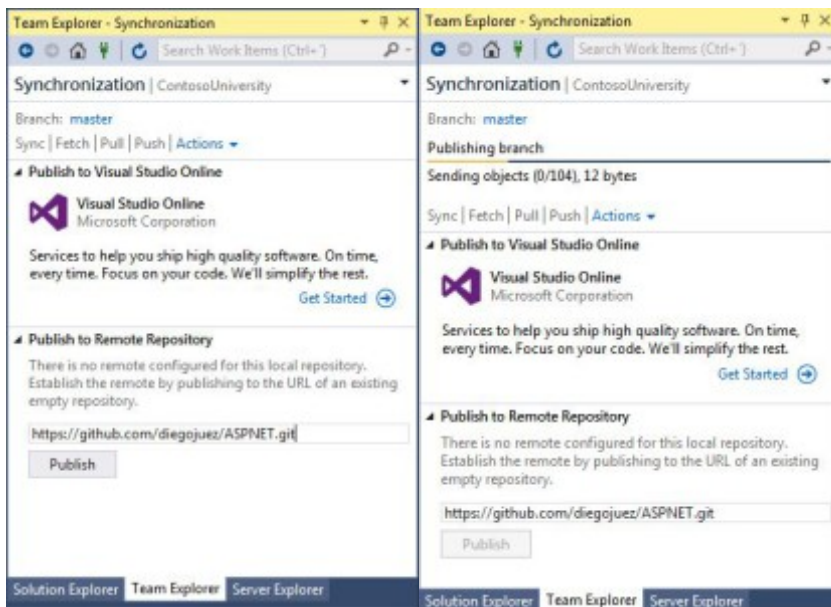 Team Explorer - Synchronization
Search Work Items (Ctrl+')
Synchronization | ContosoUniversity
Branch: master
Sync | Fetch | Pull | Push | Actions
Publish to Visual Studio Online
Visual Studio Online
Microsoft Corporation
Services to help you ship high quality software. On time,
every time. Focus on your code. We'll simplify the rest.
Get Started
Publish to Remote Repository
There is no remote configured for this local repository.
Establish the remote by publishing to the URL of an existing
empty repository.
https://github.com/diegojuez/ASPNET.git
Publish
Solution Explorer Team Explorer Server Explorer
Team Explorer - Synchronization
Search Work Items (Ctrl+')
Synchronization | ContosoUniversity
Branch: master
Publishing branch
Sending objects (0/104), 12 bytes
Sync | Fetch | Pull | Push | Actions
Publish to Visual Studio Online
Visual Studio Online
Microsoft Corporation
Services to help you ship high quality software. On time,
every time. Focus on your code. We'll simplify the rest.
Get Started
Publish to Remote Repository
There is no remote configured for this local repository.
Establish the remote by publishing to the URL of an existing
empty repository.
https://github.com/diegojuez/ASPNET.git
Publish
Solution Explorer Team Explorer Server Explorer